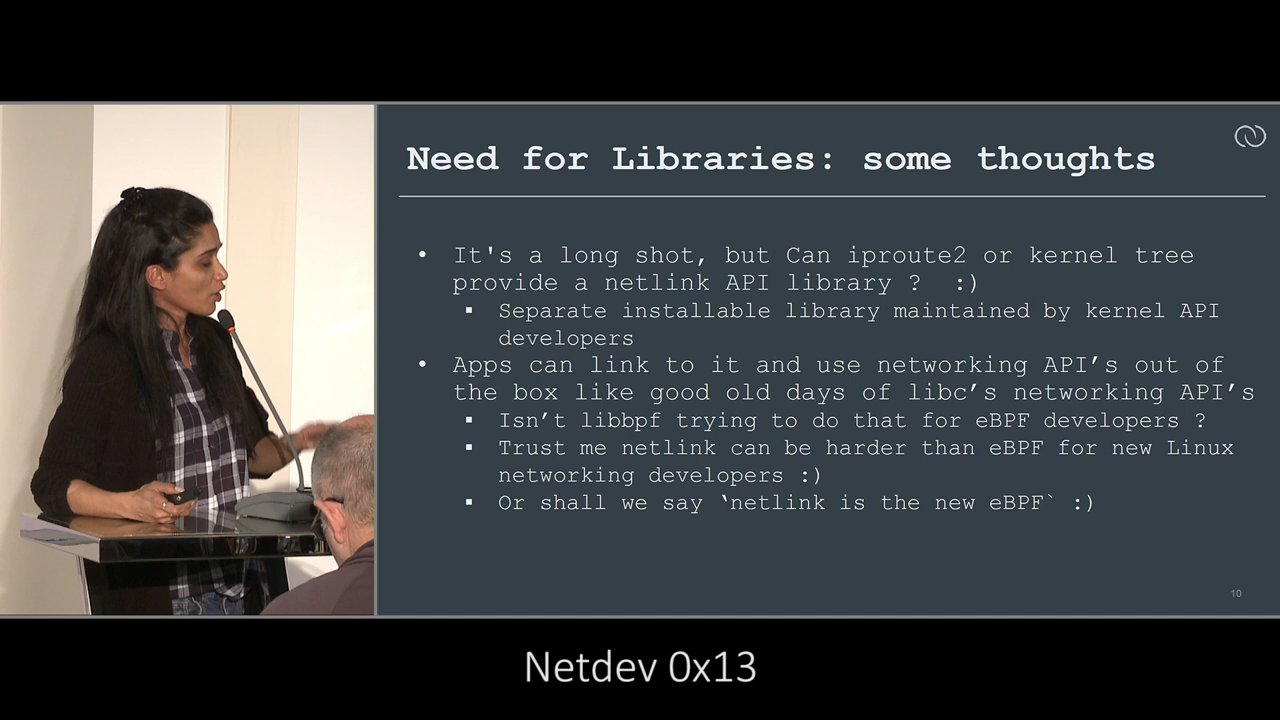 Need for Libraries: some thoughts
• It's a long shot, but Can iproute2 or kernel tree
provide a netlink API library ?  :)
▪ Separate installable library maintained by kernel API
developers
• Apps can link to it and use networking API’s out of
the box like good old days of libc’s networking API’s
▪ Isn’t libbpf trying to do that for eBPF developers ?
▪ Trust me netlink can be harder than eBPF for new Linux
networking developers :)
▪ Or shall we say ‘netlink is the new eBPF` :)
10
Netdev 0x13